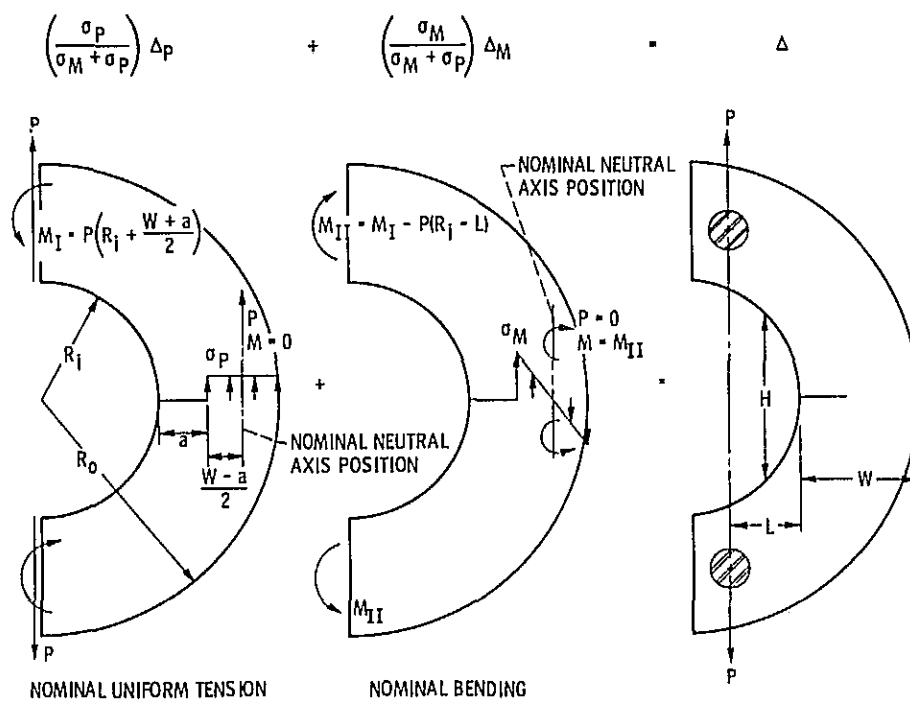 (σP / (σM + σP)) ΔP + (σM / (σM + σP)) ΔM = Δ
P
MI = P(Ri + (W + a)/2)
Ri
Ro
σP
P
M = 0
a
(W - a)/2
NOMINAL NEUTRAL
AXIS POSITION
P
NOMINAL UNIFORM TENSION
+
NOMINAL NEUTRAL
AXIS POSITION
MII = MI - P(Ri - L)
σM
P = 0
M = MII
MII
NOMINAL BENDING
=
P
H
W
L
P